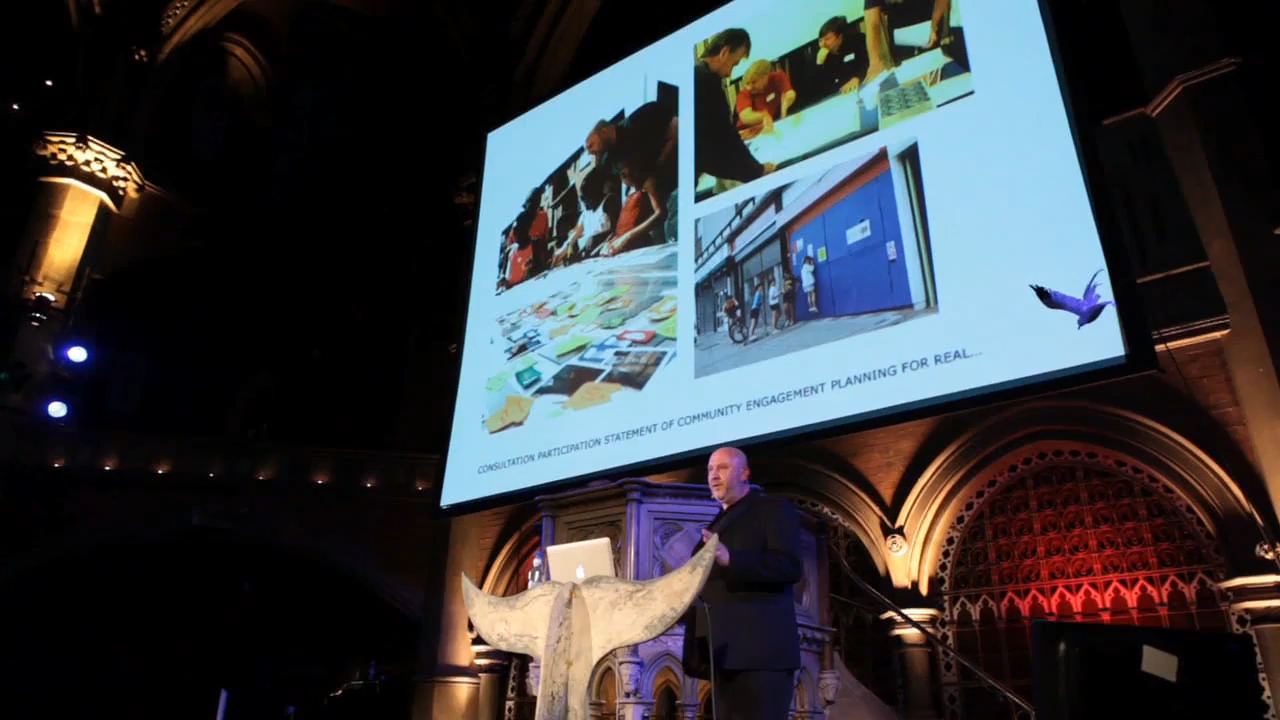 CONSULTATION PARTICIPATION STATEMENT OF COMMUNITY ENGAGEMENT PLANNING FOR REAL...